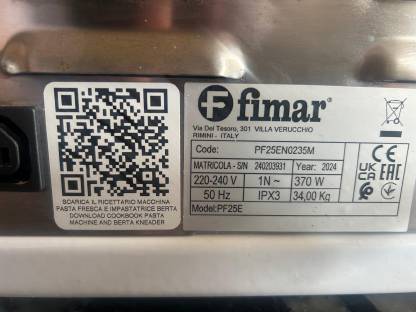 fimar®
Via Del Tesoro, 301 VILLA VERUCCHIO
RIMINI - ITALY
Code: PF25EN0235M
MATRICOLA - S/N 240203931 Year: 2024
220-240 V 1N~ 370 W
50 Hz IPX3 34,00 Kg
Model: PF25E
CE
UK
CA
EAC
SCARICA IL RICETTARIO MACCHINA
PASTA FRESCA E IMPASTATRICE BERTA
DOWNLOAD COOKBOOK PASTA
MACHINE AND BERTA KNEADER